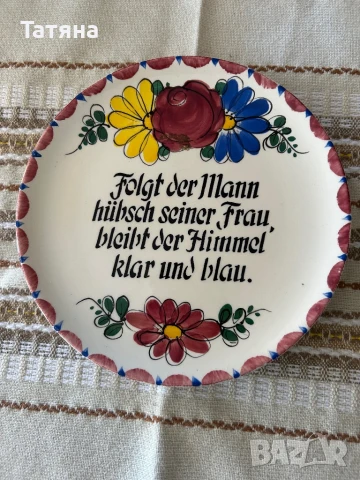 Татяна
Folgt der Mann
hübsch seiner Frau,
bleibt der Himmel
klar und blau.
BAZAR